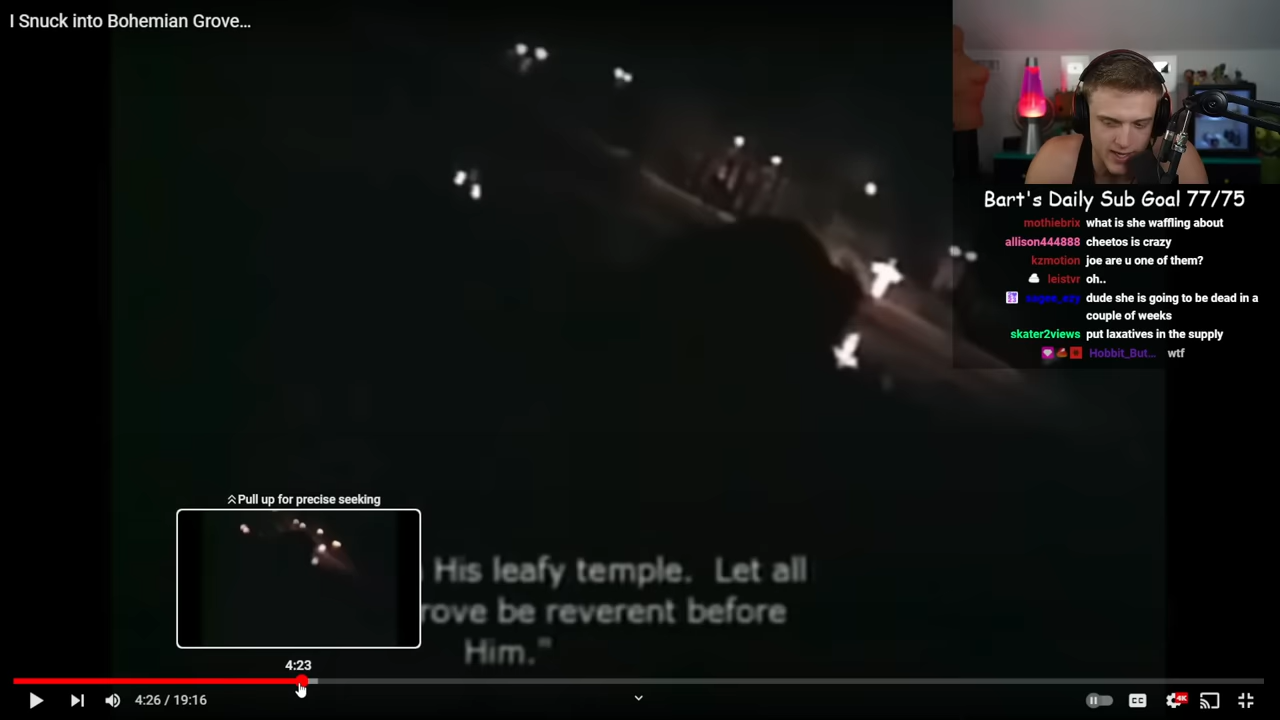 I Snuck into Bohemian Grove...
Bart's Daily Sub Goal 77/75
mothiebrix what is she waffling about
allison444888 cheetos is crazy
kzmotion joe are u one of them?
leistvr oh..
dude she is going to be dead in a
couple of weeks
skater2views put laxatives in the supply
Hobbit_But... wtf
Pull up for precise seeking
His leafy temple. Let all
rove be reverent before
Him."
4:23
4:26 / 19:16
CC
4K